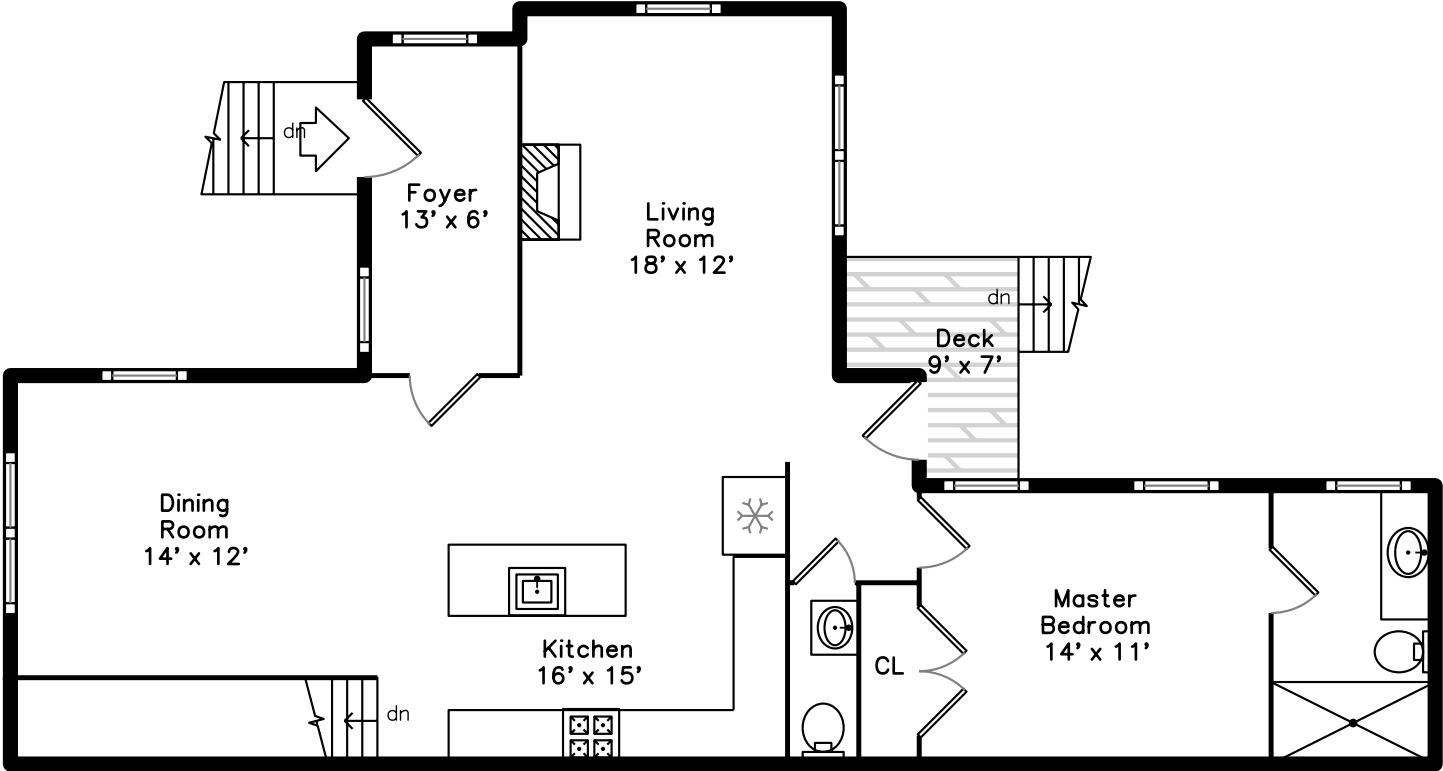 dn
Foyer
13' x 6'
Living
Room
18' x 12'
dn
Deck
9' x 7'
Dining
Room
14' x 12'
Kitchen
16' x 15'
dn
CL
Master
Bedroom
14' x 11'